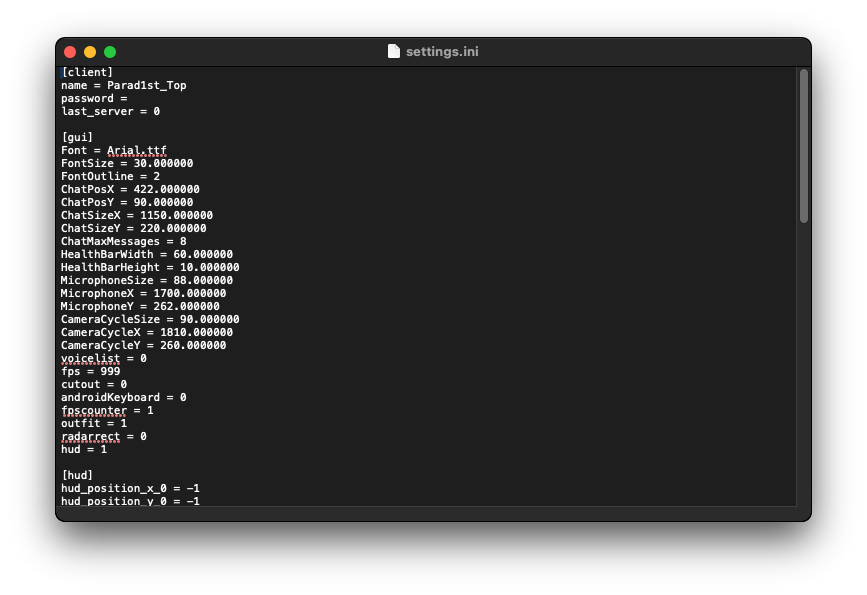 settings.ini
[client]
name = Parad1st_Top
password =
last_server = 0
[gui]
Font = Arial.ttf
FontSize = 30.000000
FontOutline = 2
ChatPosX = 422.000000
ChatPosY = 90.000000
ChatSizeX = 1150.000000
ChatSizeY = 220.000000
ChatMaxMessages = 8
HealthBarWidth = 60.000000
HealthBarHeight = 10.000000
MicrophoneSize = 88.000000
MicrophoneX = 1700.000000
MicrophoneY = 262.000000
CameraCycleSize = 90.000000
CameraCycleX = 1810.000000
CameraCycleY = 260.000000
voicelist = 0
fps = 999
cutout = 0
androidKeyboard = 0
fpscounter = 1
outfit = 1
radarrect = 0
hud = 1
[hud]
hud_position_x_0 = -1
hud_position_y_0 = -1